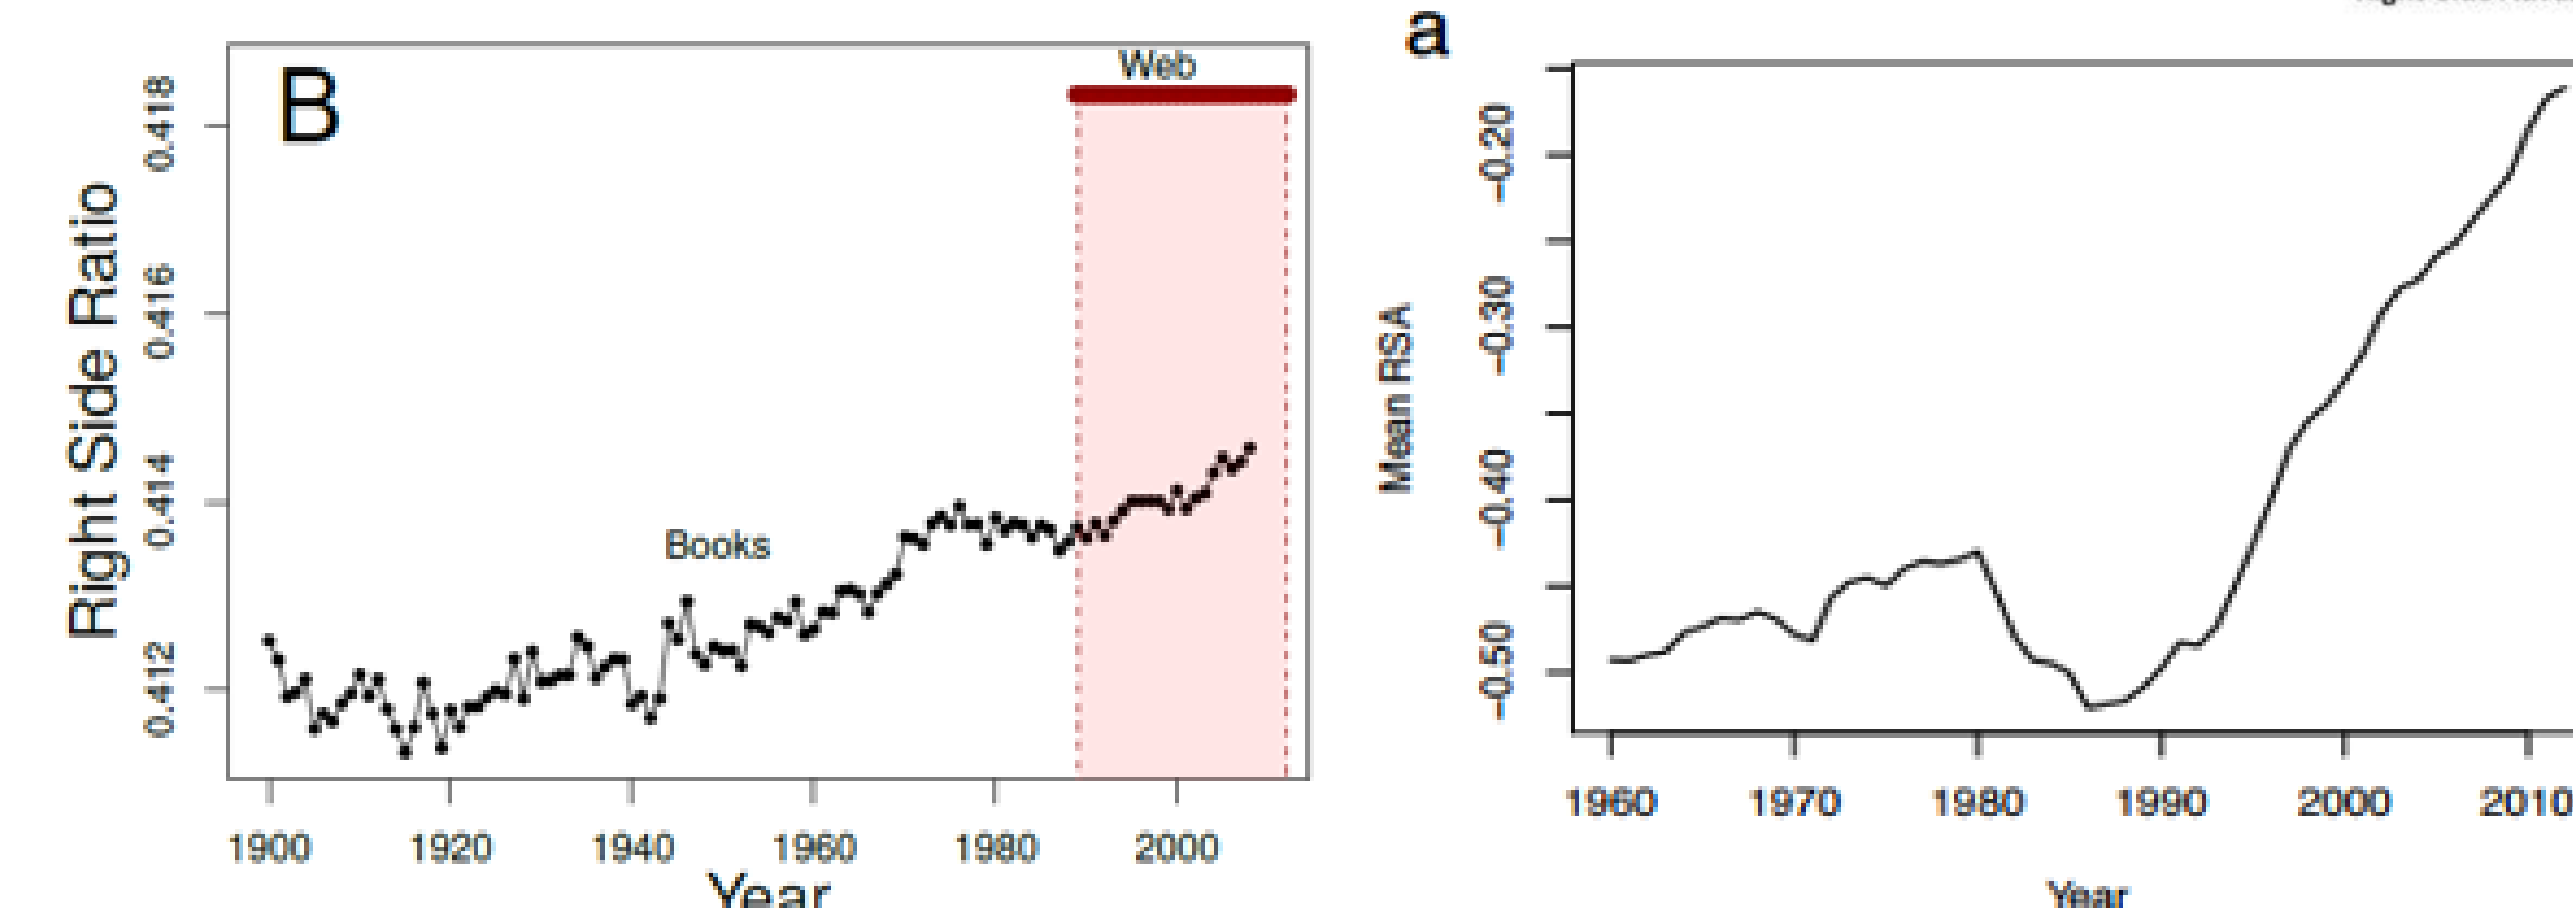 B
Web
Books
Right Side Ratio
0.418
0.416
0.414
0.412
1900 1920 1940 1960 1980 2000
Year
a
Mean RSA
−0.20
−0.30
−0.40
−0.50
1960 1970 1980 1990 2000 2010
Year